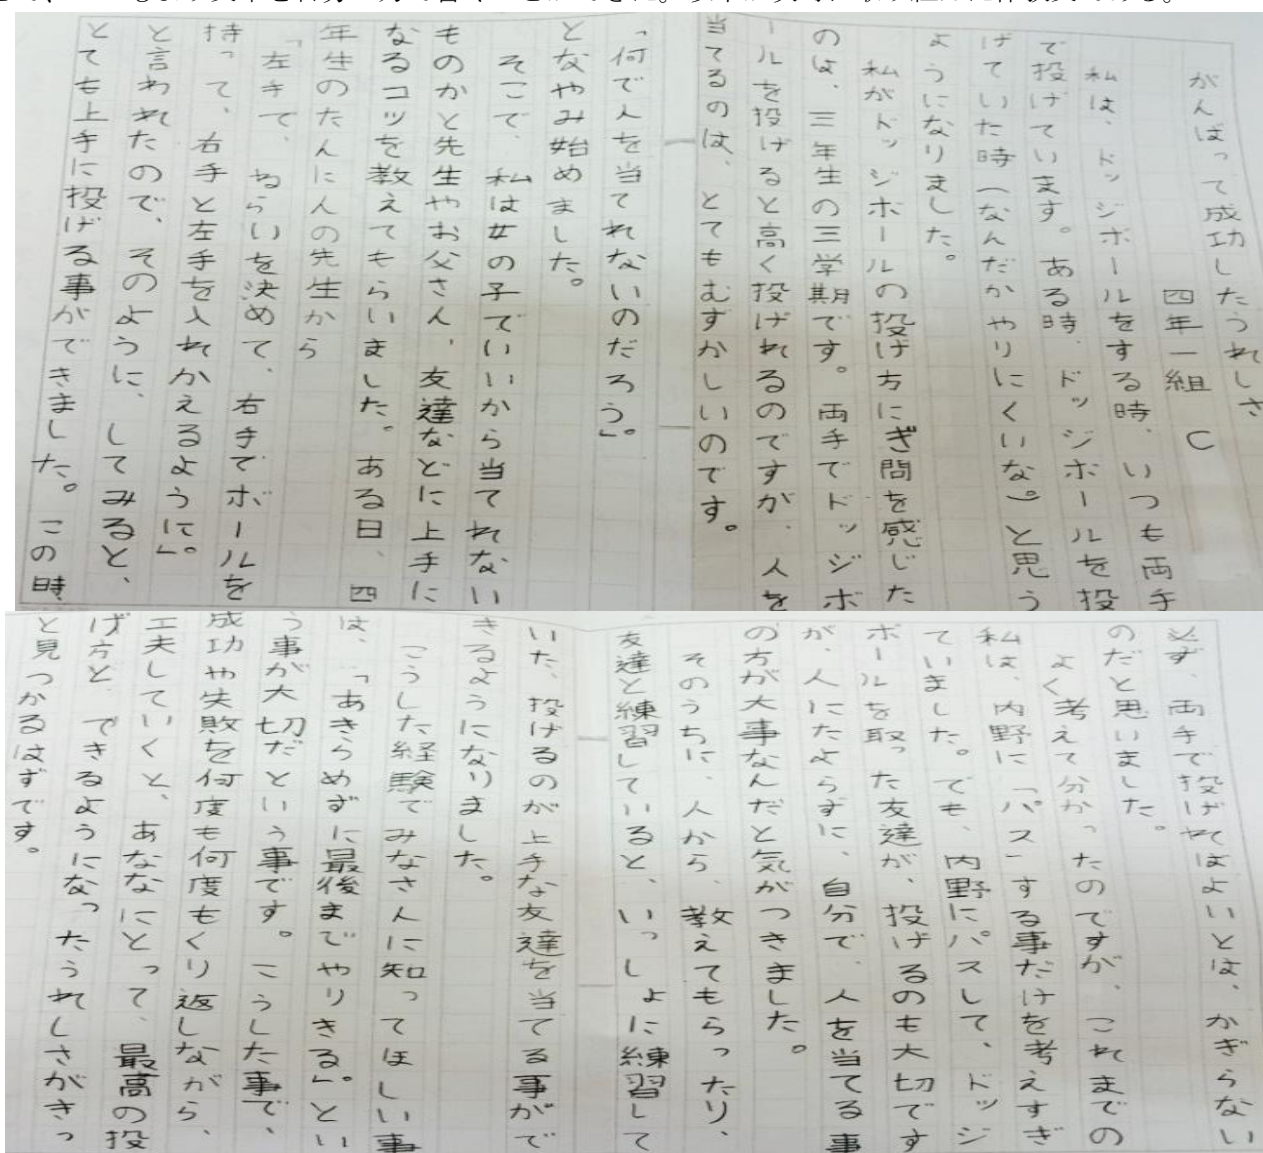 がんばって成功したうれしさ
四年一組 C
私は、ドッジボールをする時、いつも両手
で投げています。ある時、ドッジボールを投
げていた時(なんだかやりにくいな。)と思う
ようになりました。
私がドッジボールの投げ方にぎ問を感じた
のは、三年生の三学期です。両手でドッジボ
ールを投げると高く投げれるのですが、人を
当てるのは、とてもむずかしいのです。
「何で人を当てれないのだろう」。
となやみ始めました。
そこで、私は女の子でいいから当てれない
ものかと先生やお父さん、友達などに上手に
なるコツを教えてもらいました。ある日、四
年生のたんにんの先生から
「左手で、ねらいを決めて、右手でボールを
持って、右手と左手を入れかえるように」。
と言われたので、そのように、してみると、
とても上手に投げる事ができました。この時
必ず、両手で投げればよいとは、かぎらない
のだと思いました。
よく考えて分かったのですが、これまでの
私は、内野に「パス」する事だけを考えすぎ
ていました。でも、内野にパスして、ドッジ
ボールを取った友達が、投げるのも大切です
が、人にたよらずに、自分で、人を当てる事
の方が大事なんだと気がつきました。
そのうちに、人から、教えてもらったり、
友達と練習していると、いっしょに練習して
いた、投げるのが上手な友達を当てる事がで
きるようになりました。
こうした経験でみなさんに知ってほしい事
は、「あきらめずに最後までやりきる」。とい
う事が大切だという事です。こうした事で、
成功や失敗を何度も何度もくり返しながら、
工夫していくと、あななにとって、最高の投
げ方と、できるようになったうれしさがきっ
と見つかるはずです。